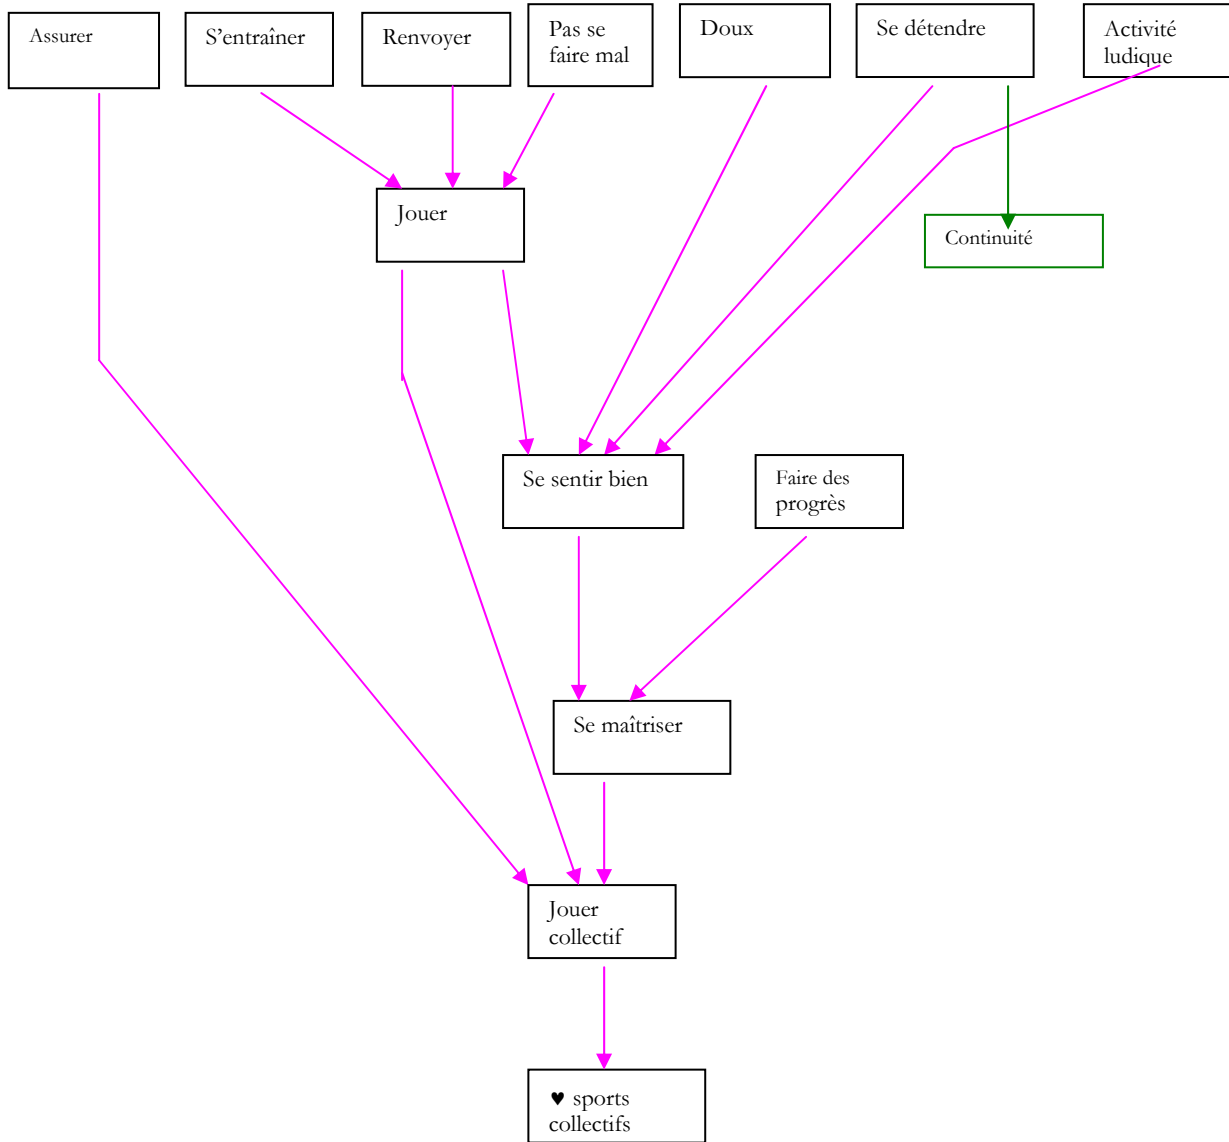 Assurer
S’entraîner
Renvoyer
Pas se
faire mal
Doux
Se détendre
Activité
ludique
Jouer
Continuité
Se sentir bien
Faire des
progrès
Se maîtriser
Jouer
collectif
♥ sports
collectifs